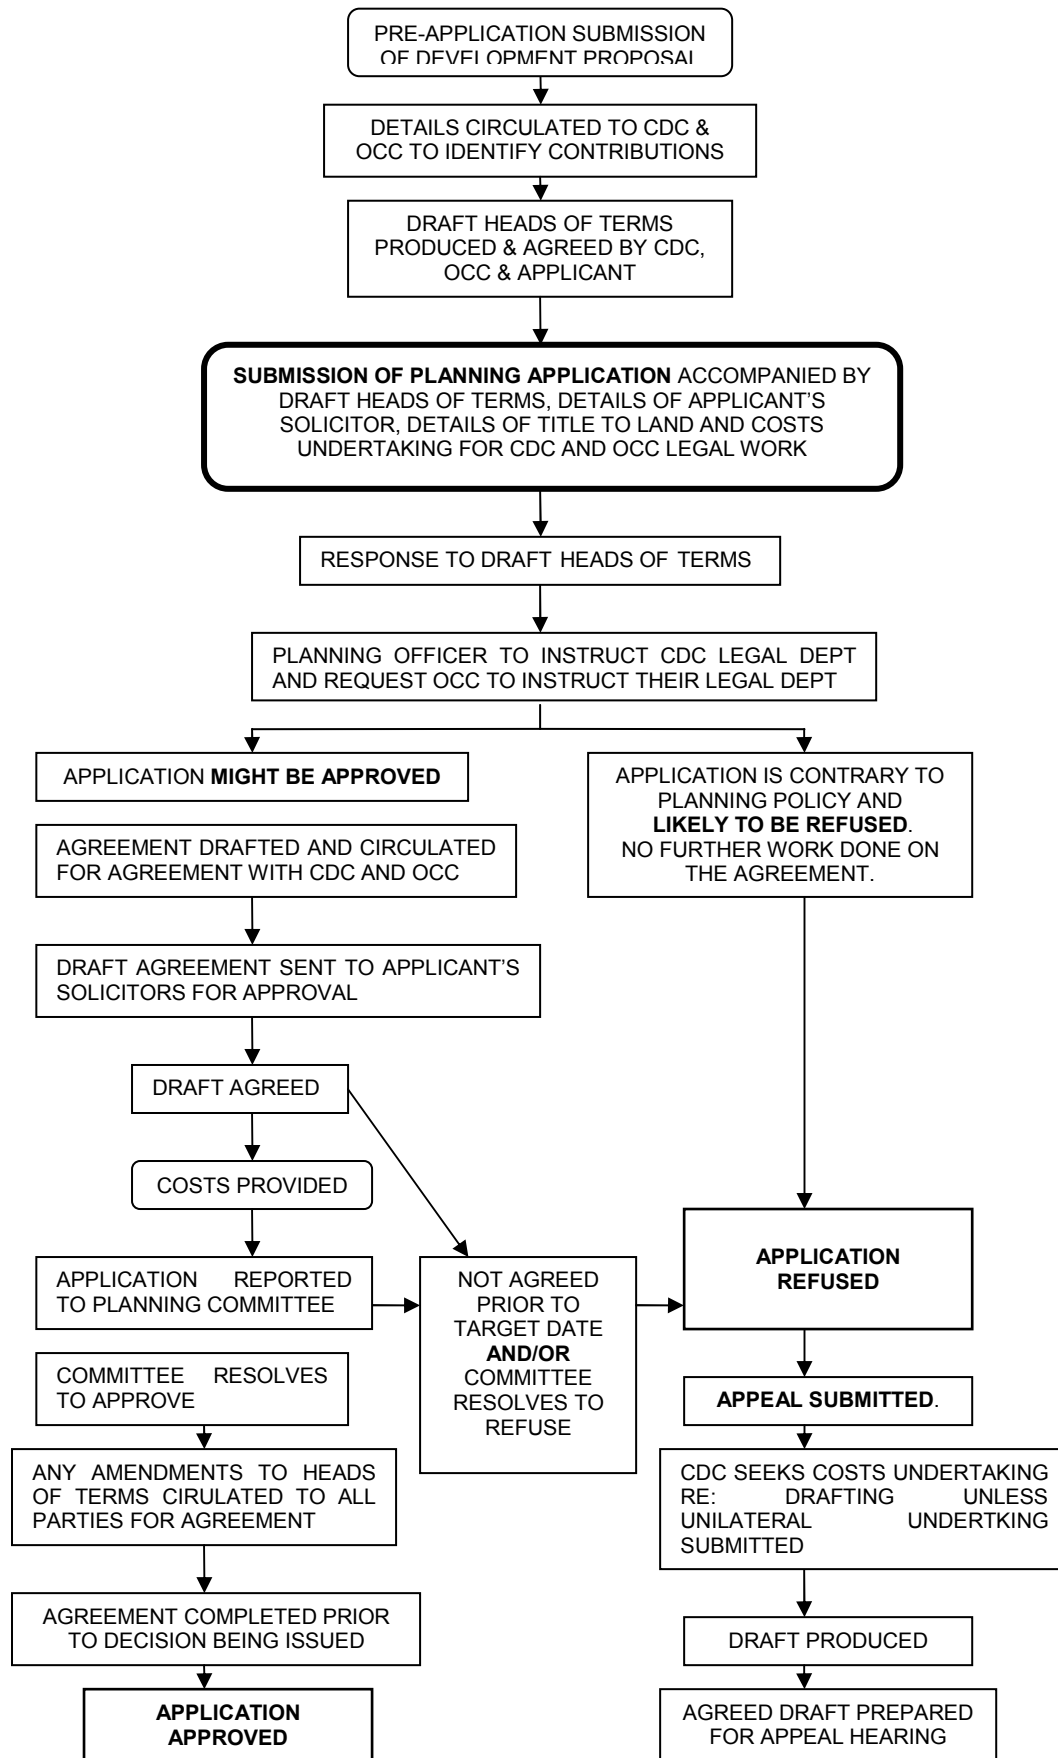 PRE-APPLICATION SUBMISSION
OF DEVELOPMENT PROPOSAL
DETAILS CIRCULATED TO CDC &
OCC TO IDENTIFY CONTRIBUTIONS
DRAFT HEADS OF TERMS
PRODUCED & AGREED BY CDC,
OCC & APPLICANT
SUBMISSION OF PLANNING APPLICATION ACCOMPANIED BY
DRAFT HEADS OF TERMS, DETAILS OF APPLICANT'S
SOLICITOR, DETAILS OF TITLE TO LAND AND COSTS
UNDERTAKING FOR CDC AND OCC LEGAL WORK
RESPONSE TO DRAFT HEADS OF TERMS
PLANNING OFFICER TO INSTRUCT CDC LEGAL DEPT
AND REQUEST OCC TO INSTRUCT THEIR LEGAL DEPT
APPLICATION MIGHT BE APPROVED
AGREEMENT DRAFTED AND CIRCULATED
FOR AGREEMENT WITH CDC AND OCC
DRAFT AGREEMENT SENT TO APPLICANT'S
SOLICITORS FOR APPROVAL
DRAFT AGREED
COSTS PROVIDED
APPLICATION REPORTED
TO PLANNING COMMITTEE
COMMITTEE RESOLVES
TO APPROVE
ANY AMENDMENTS TO HEADS
OF TERMS CIRULATED TO ALL
PARTIES FOR AGREEMENT
AGREEMENT COMPLETED PRIOR
TO DECISION BEING ISSUED
APPLICATION
APPROVED
NOT AGREED
PRIOR TO
TARGET DATE
AND/OR
COMMITTEE
RESOLVES TO
REFUSE
APPLICATION IS CONTRARY TO
PLANNING POLICY AND
LIKELY TO BE REFUSED.
NO FURTHER WORK DONE ON
THE AGREEMENT.
APPLICATION
REFUSED
APPEAL SUBMITTED.
CDC SEEKS COSTS UNDERTAKING
RE: DRAFTING UNLESS
UNILATERAL UNDERTKING
SUBMITTED
DRAFT PRODUCED
AGREED DRAFT PREPARED
FOR APPEAL HEARING